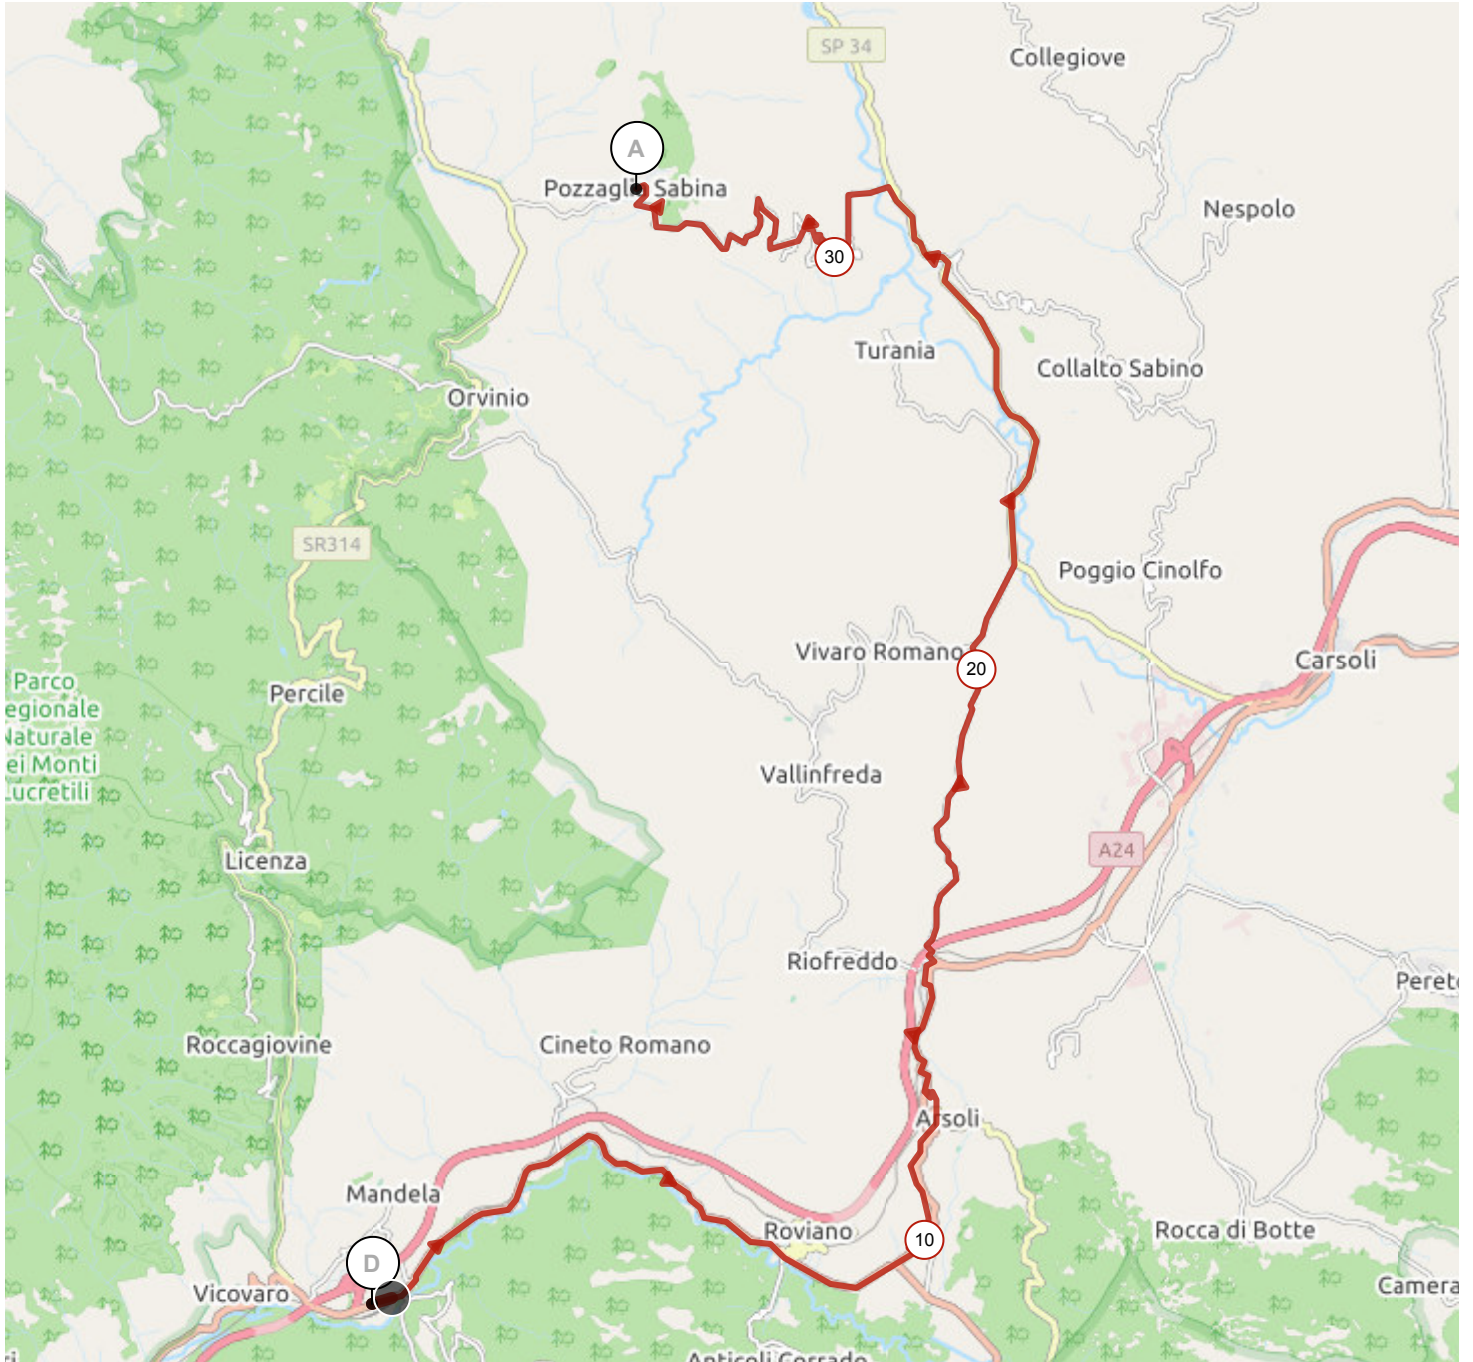 SP 34
Collegiove
A
Pozzaglia Sabina
Nespolo
30
Turania
Collalto Sabino
Orvinio
SR314
Poggio Cinolfo
Vivaro Romano
20
Carsoli
Parco
egionale
Naturale
ei Monti
Lucretili
Percile
Vallinfreda
A24
Licenza
Riofreddo
Peret
Roccagiovine
Cineto Romano
Arsoli
Mandela
Roviano
10
Rocca di Botte
D
Vicovaro
Camera
Anticoli Corrado